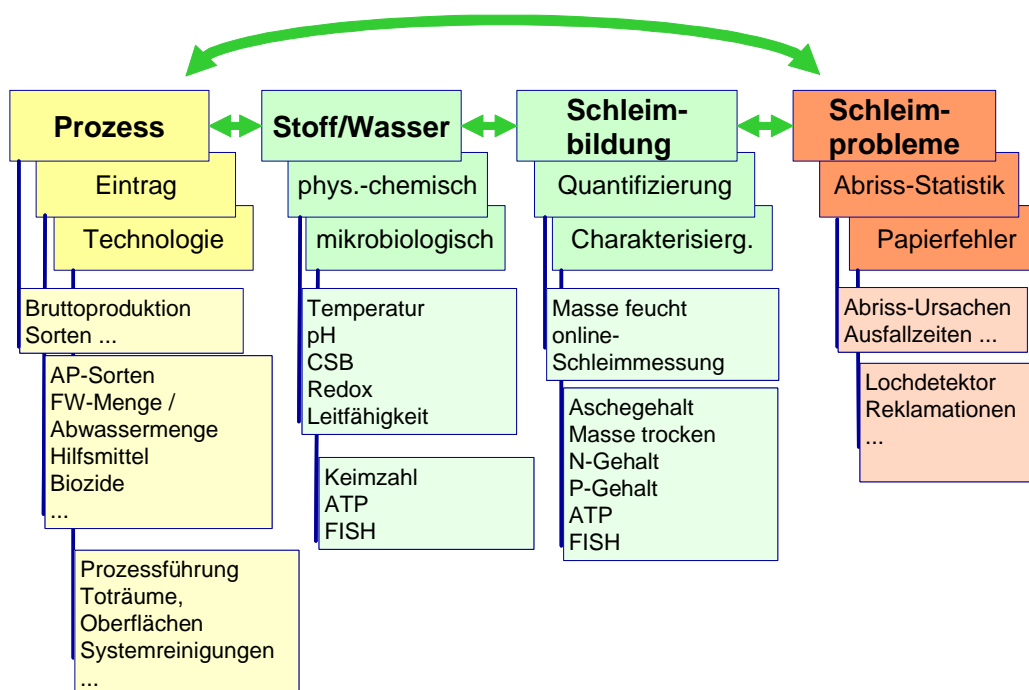 Prozess
Eintrag
Technologie
Bruttoproduktion
Sorten ...
AP-Sorten
FW-Menge /
Abwassermenge
Hilfsmittel
Biozide
...
Prozessführung
Toträume,
Oberflächen
Systemreinigungen
...
Stoff/Wasser
phys.-chemisch
mikrobiologisch
Temperatur
pH
CSB
Redox
Leitfähigkeit
Keimzahl
ATP
FISH
Schleim-
bildung
Quantifizierung
Charakterisierg.
Masse feucht
online-
Schleimmessung
Aschegehalt
Masse trocken
N-Gehalt
P-Gehalt
ATP
FISH
Schleim-
probleme
Abriss-Statistik
Papierfehler
Abriss-Ursachen
Ausfallzeiten ...
Lochdetektor
Reklamationen
...